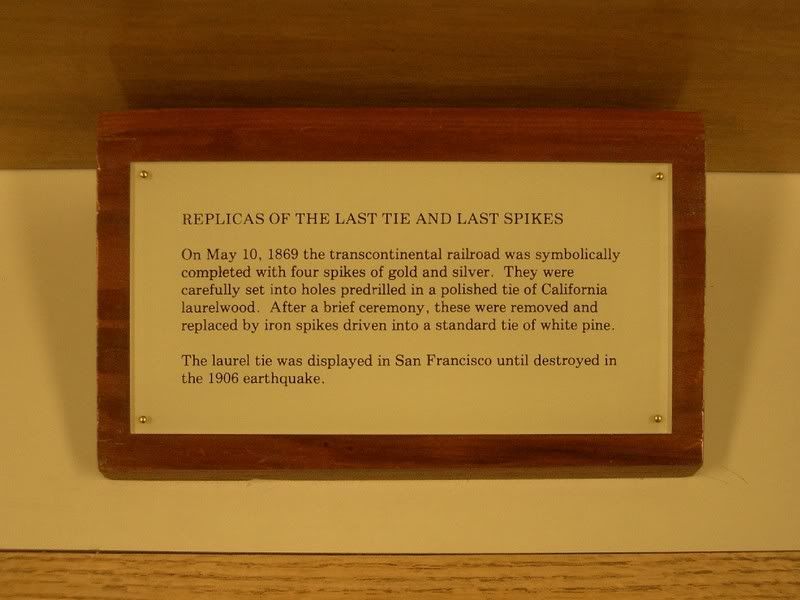 REPLICAS OF THE LAST TIE AND LAST SPIKES
On May 10, 1869 the transcontinental railroad was symbolically
completed with four spikes of gold and silver. They were
carefully set into holes predrilled in a polished tie of California
laurelwood. After a brief ceremony, these were removed and
replaced by iron spikes driven into a standard tie of white pine.
The laurel tie was displayed in San Francisco until destroyed in
the 1906 earthquake.